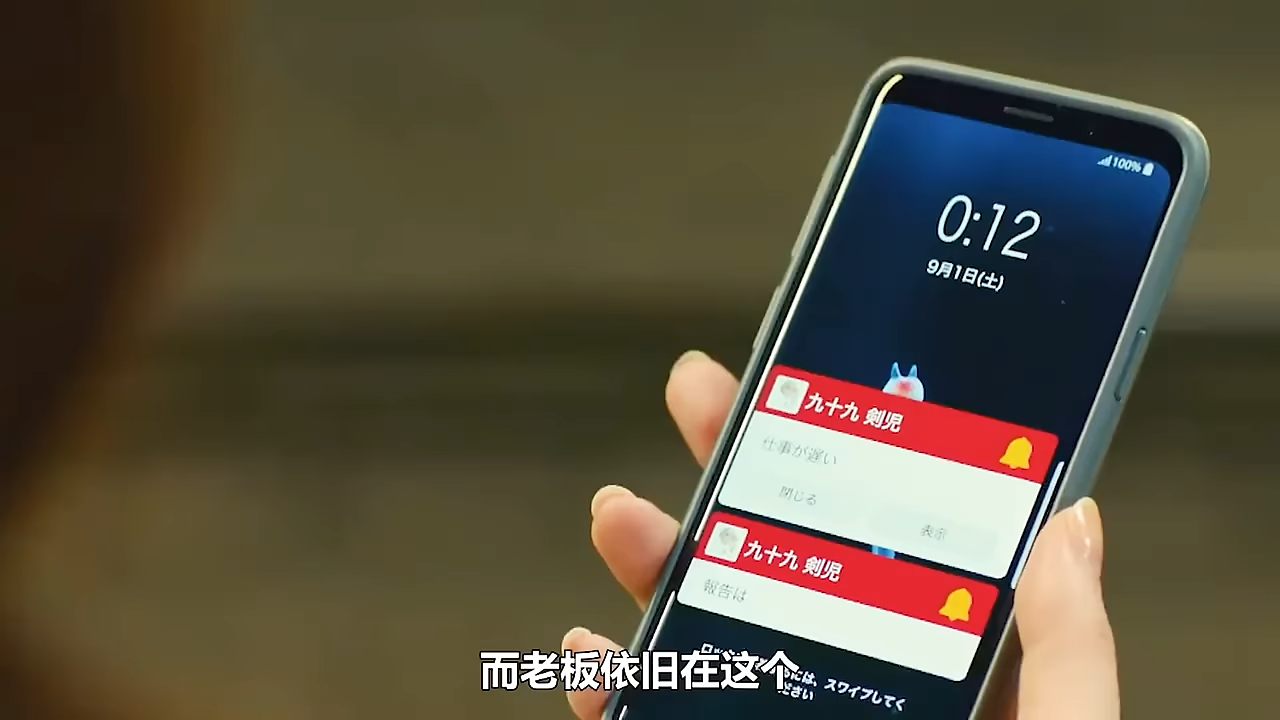 100%
0:12
9月1日(土)
九十九 剣児
仕事が遅い
閉じる
表示
九十九 剣児
報告は
には、スワイプしてく
ださい
而老板依旧在这个